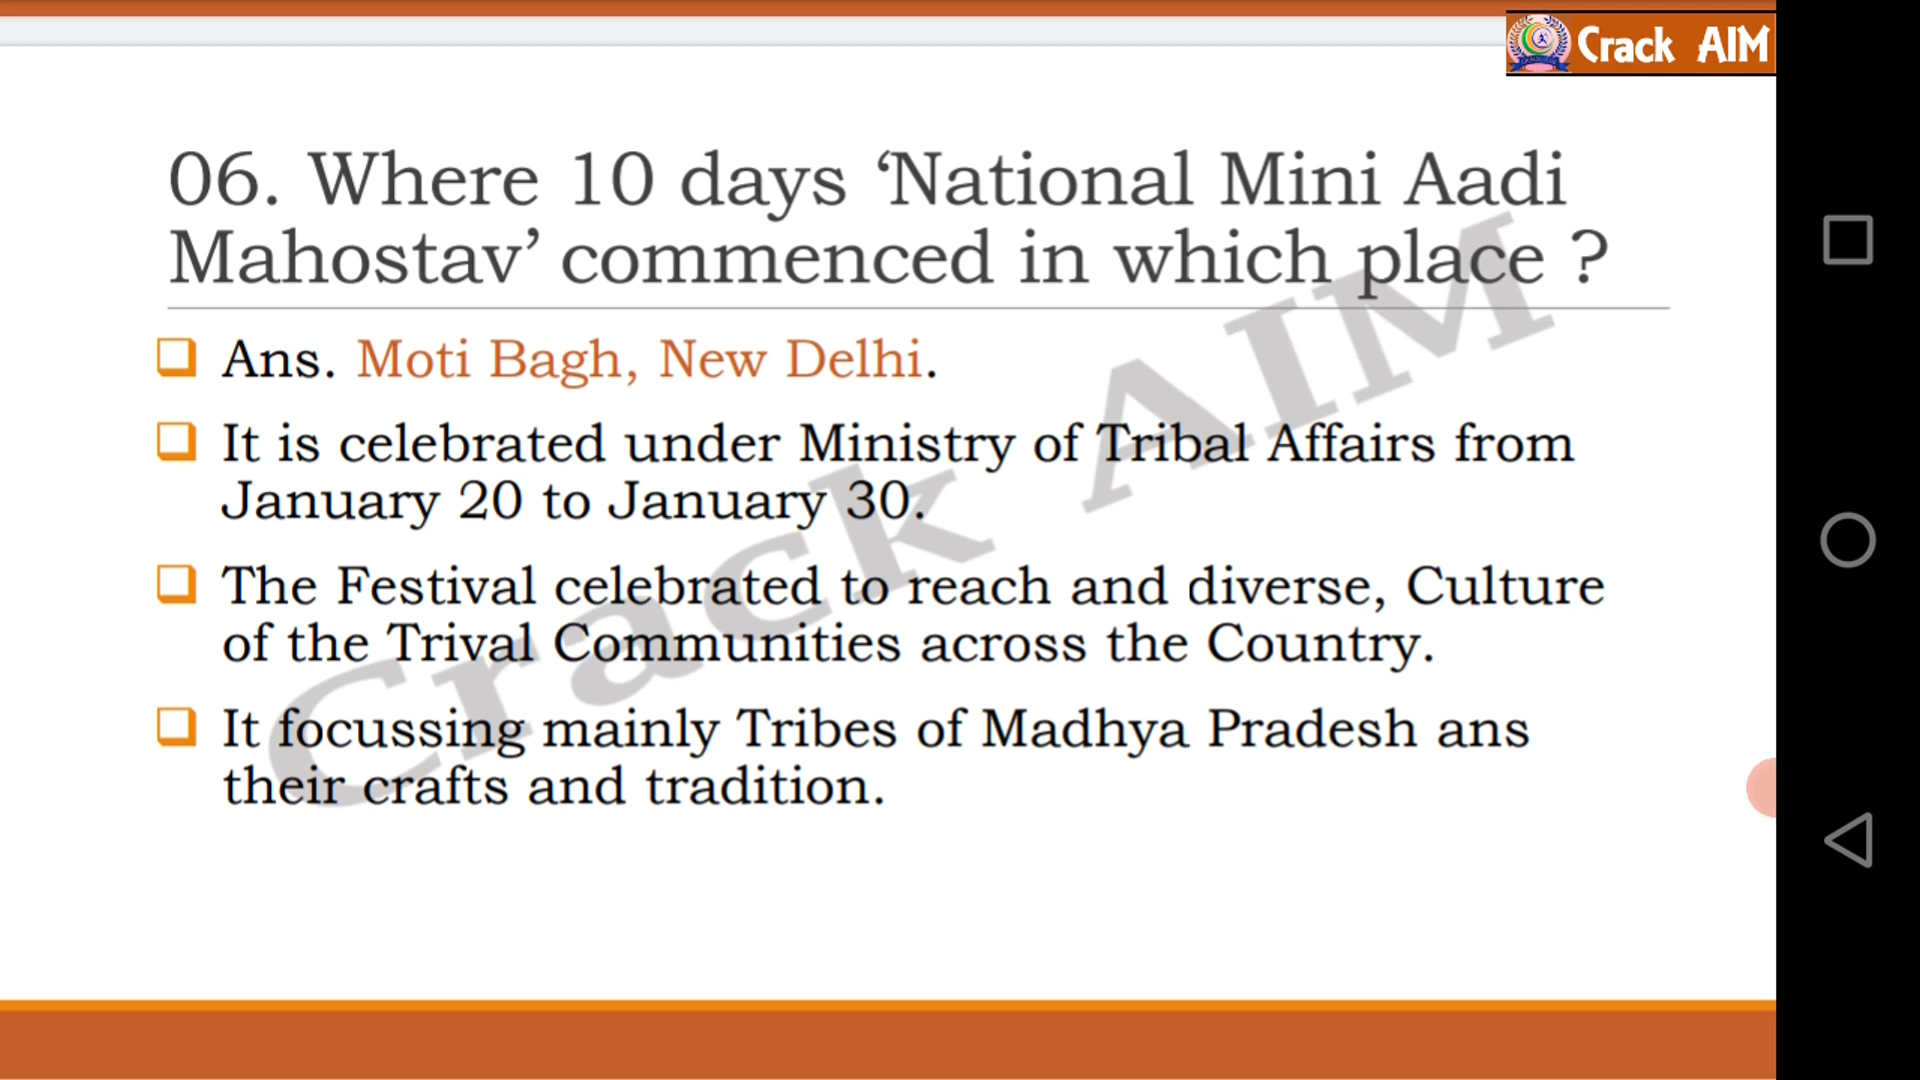 Crack AIM
06. Where 10 days ‘National Mini Aadi
Mahostav’ commenced in which place ?
Ans. Moti Bagh, New Delhi.
It is celebrated under Ministry of Tribal Affairs from
January 20 to January 30.
The Festival celebrated to reach and diverse, Culture
of the Trival Communities across the Country.
It focussing mainly Tribes of Madhya Pradesh ans
their crafts and tradition.
Crack AIM